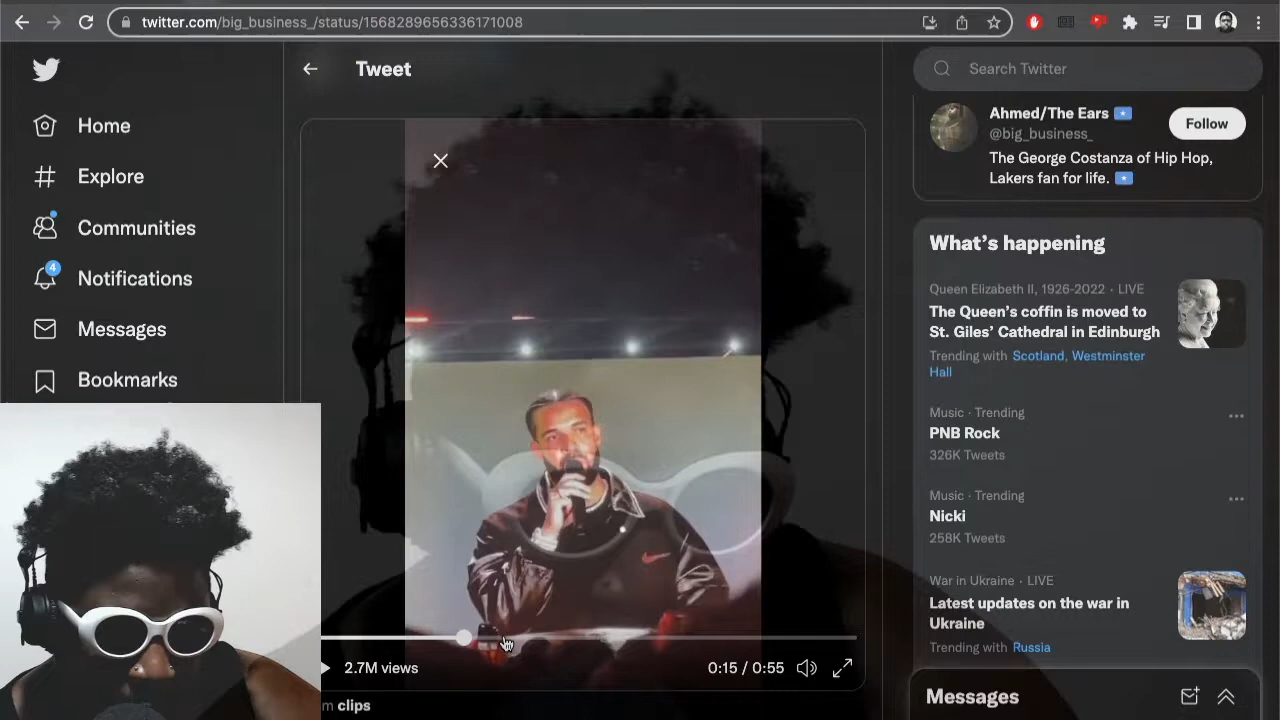 twitter.com/big_business_/status/1568289656336171008
Tweet
Search Twitter
Home
Explore
Communities
4
Notifications
Messages
Bookmarks
Ahmed/The Ears
@big_business_
Follow
The George Costanza of Hip Hop,
Lakers fan for life.
What's happening
Queen Elizabeth II, 1926-2022 · LIVE
The Queen's coffin is moved to
St. Giles' Cathedral in Edinburgh
Trending with Scotland, Westminster
Hall
Music · Trending
PNB Rock
326K Tweets
Music · Trending
Nicki
258K Tweets
War in Ukraine · LIVE
Latest updates on the war in
Ukraine
Trending with Russia
2.7M views
0:15 / 0:55
m clips
Messages